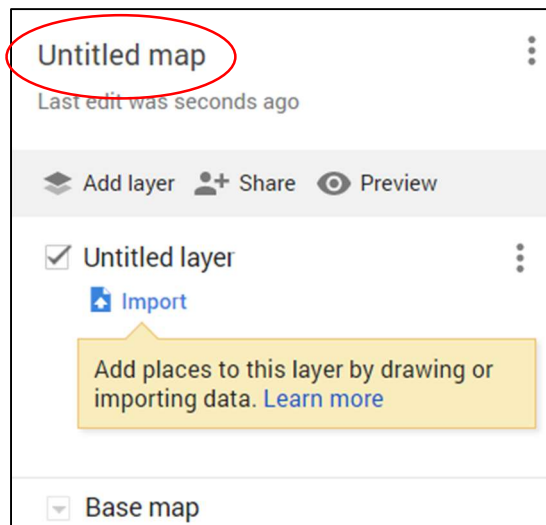 Untitled map
Last edit was seconds ago
Add layer Share Preview
Untitled layer
Import
Add places to this layer by drawing or
importing data. Learn more
Base map